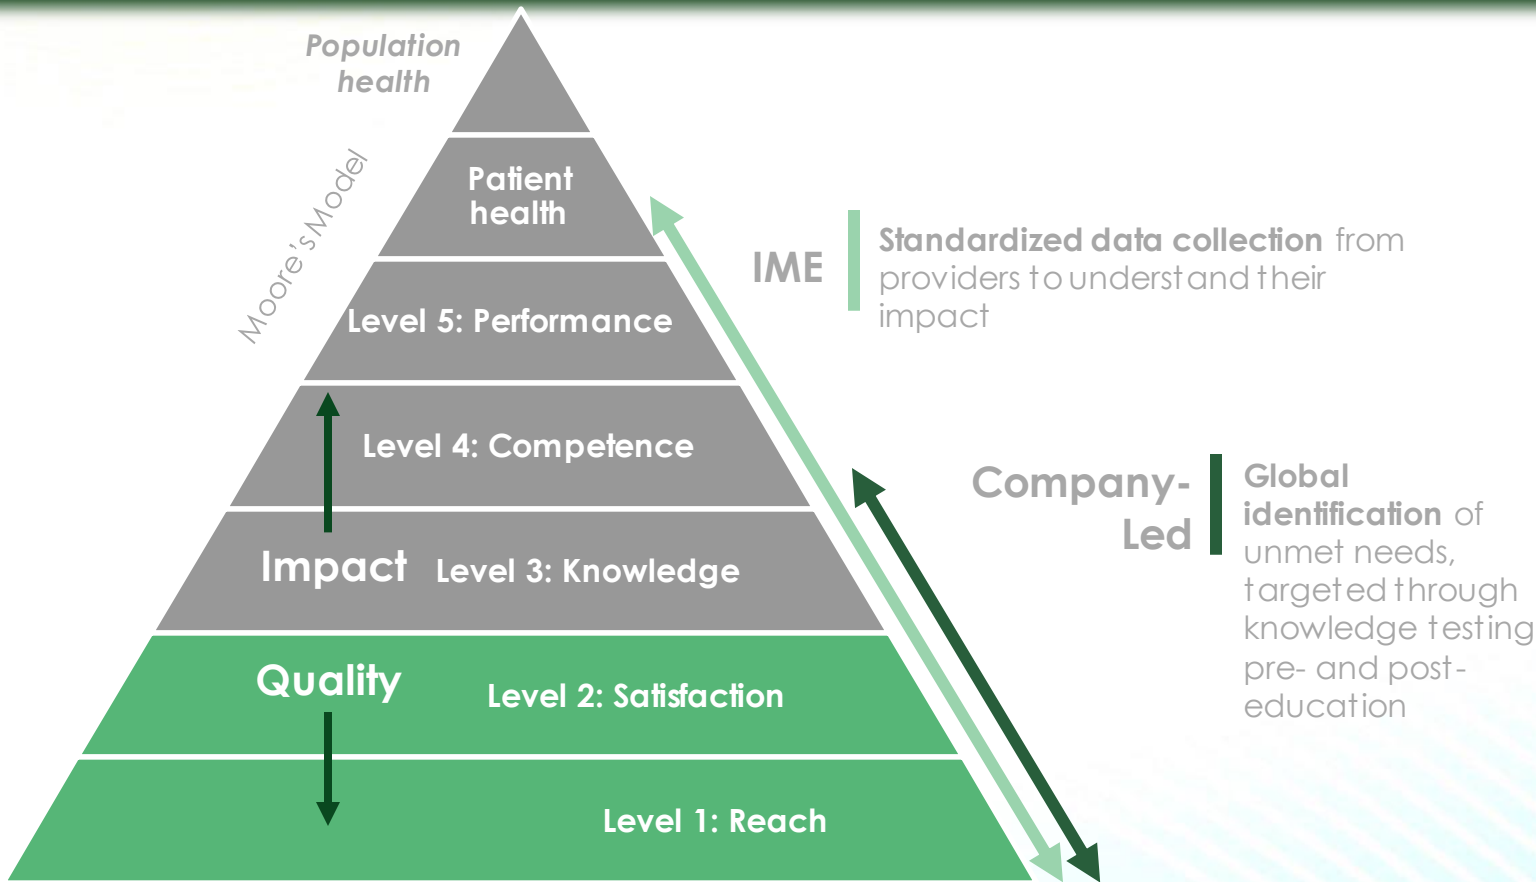 Population
health
Moore's Model
Patient
health
Level 5: Performance
Level 4: Competence
Impact
Level 3: Knowledge
Quality
Level 2: Satisfaction
Level 1: Reach
IME
Standardized data collection from
providers to understand their
impact
Company-
Led
Global
identification of
unmet needs,
targeted through
knowledge testing
pre- and post-
education